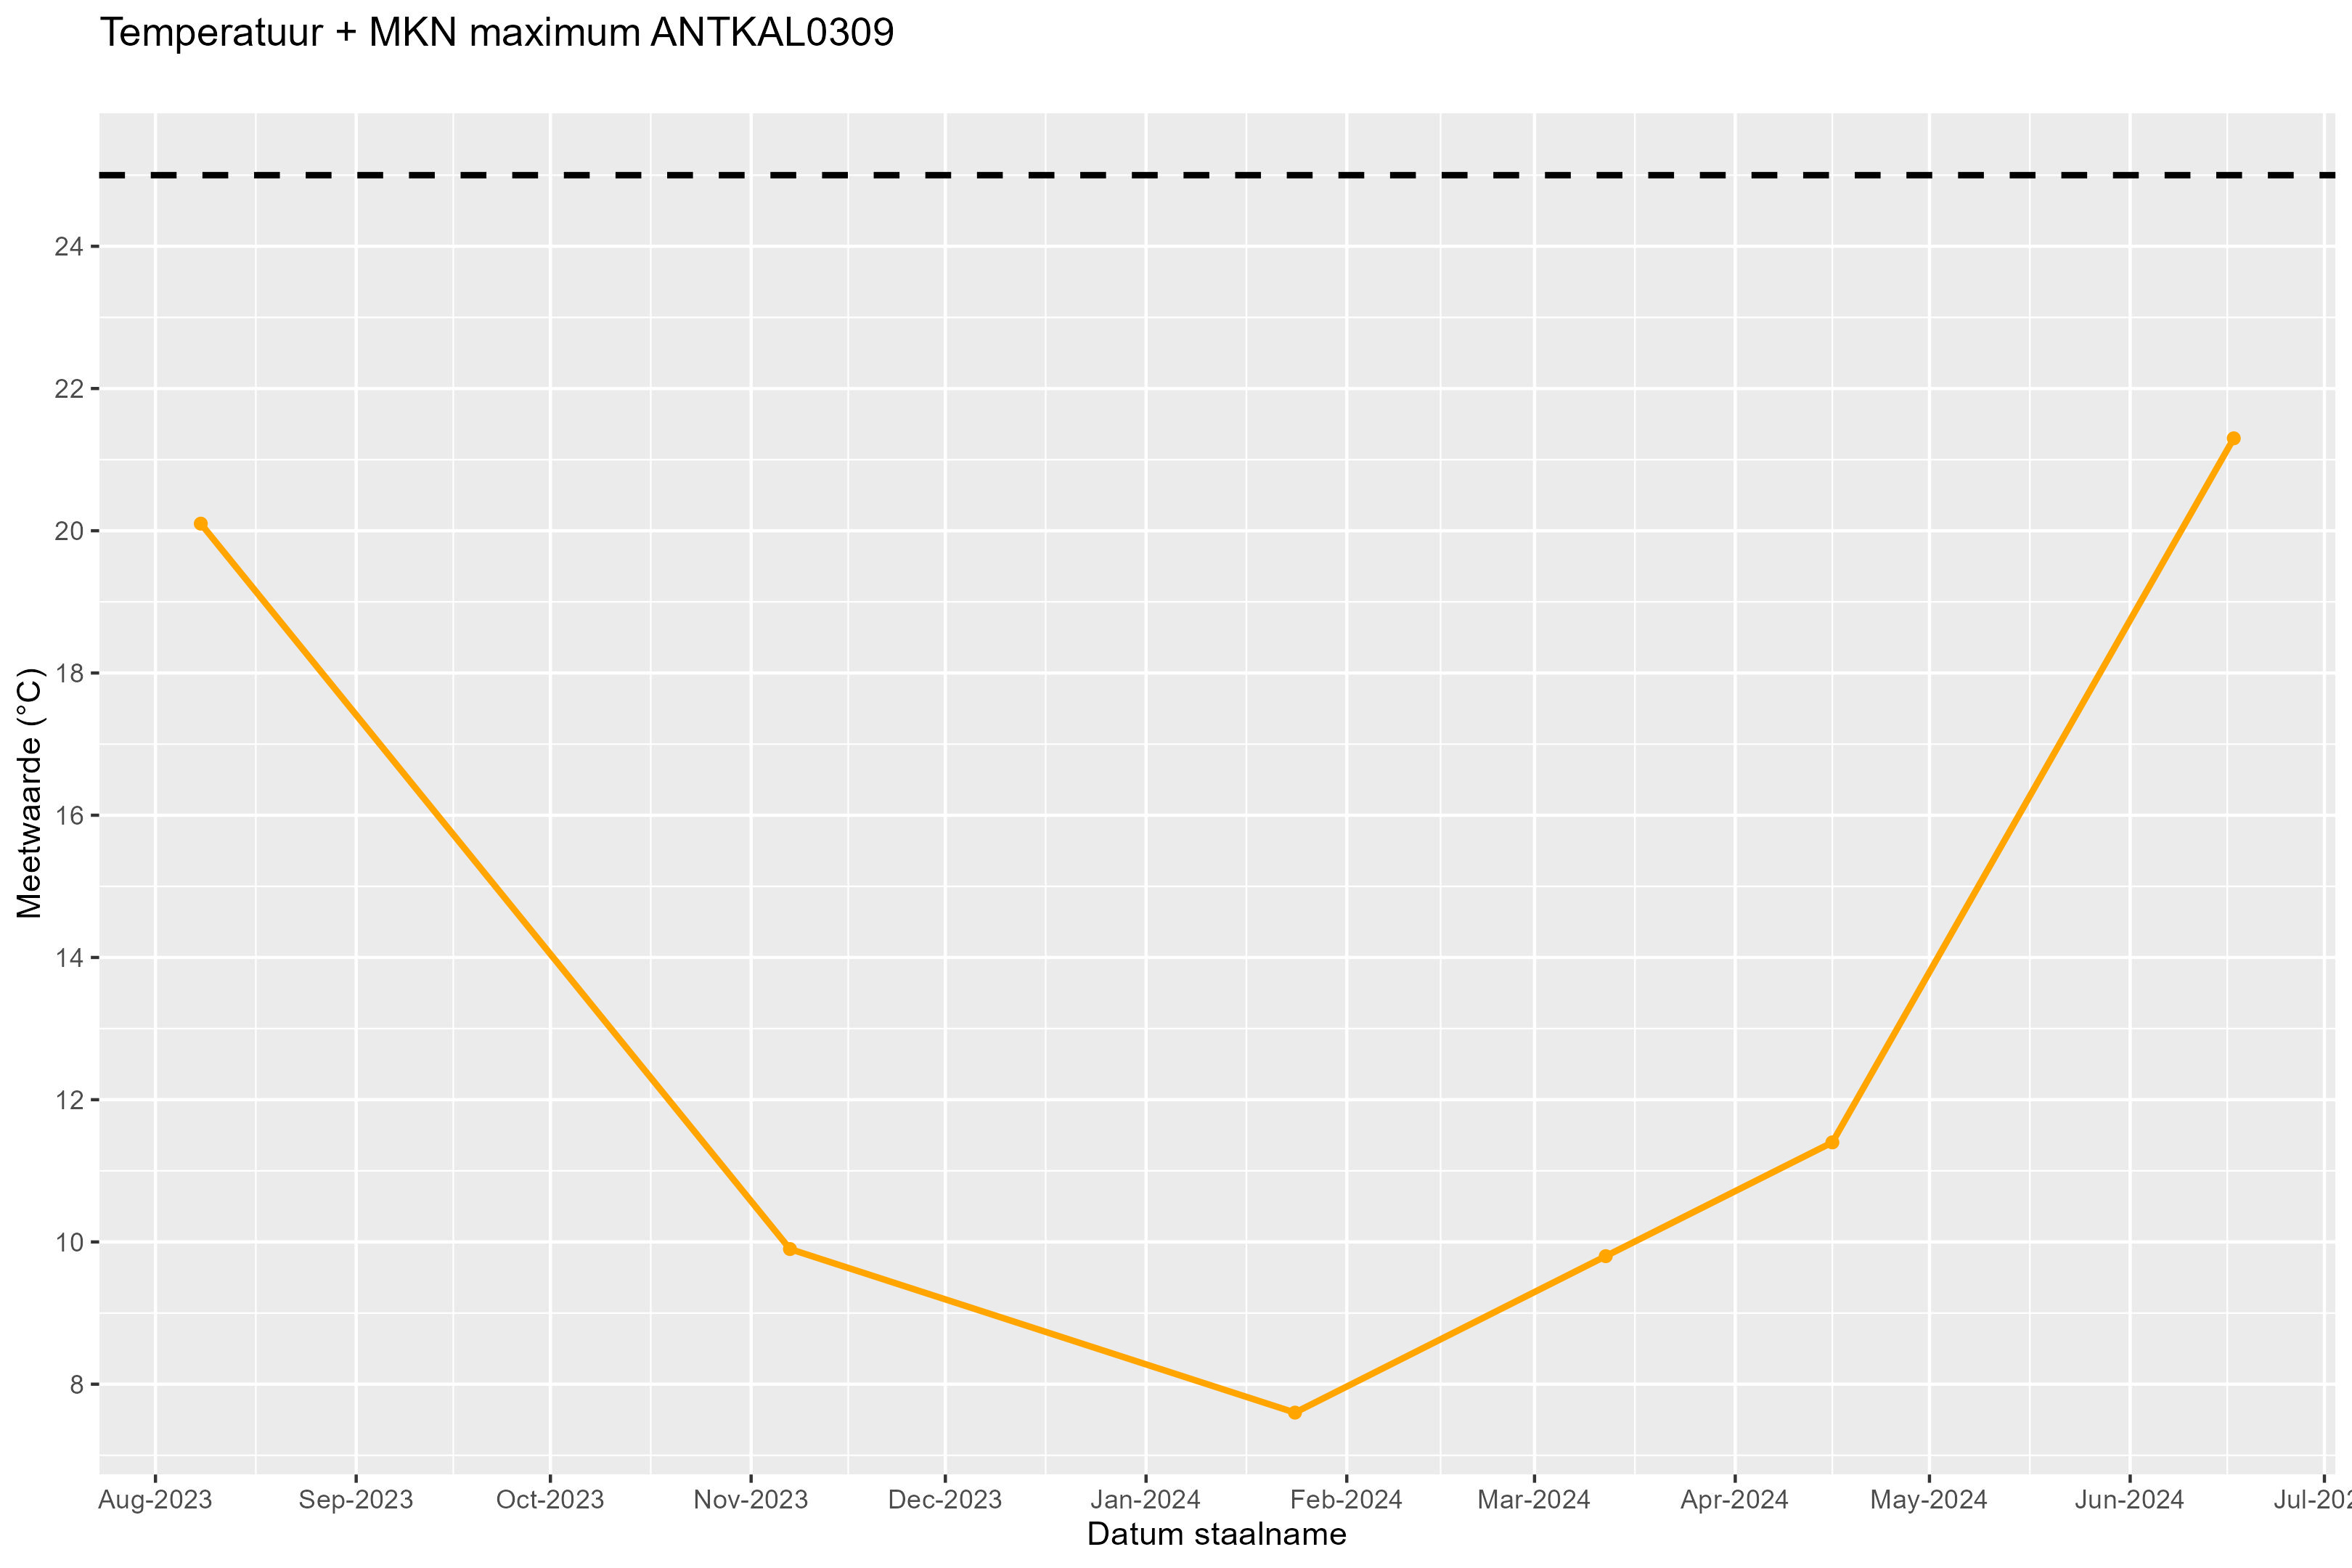 Temperatuur + MKN maximum ANTKAL0309
Meetwaarde (°C)
24
22
20
18
16
14
12
10
8
Aug-2023 Sep-2023 Oct-2023 Nov-2023 Dec-2023 Jan-2024 Feb-2024 Mar-2024 Apr-2024 May-2024 Jun-2024 Jul-202
Datum staalname